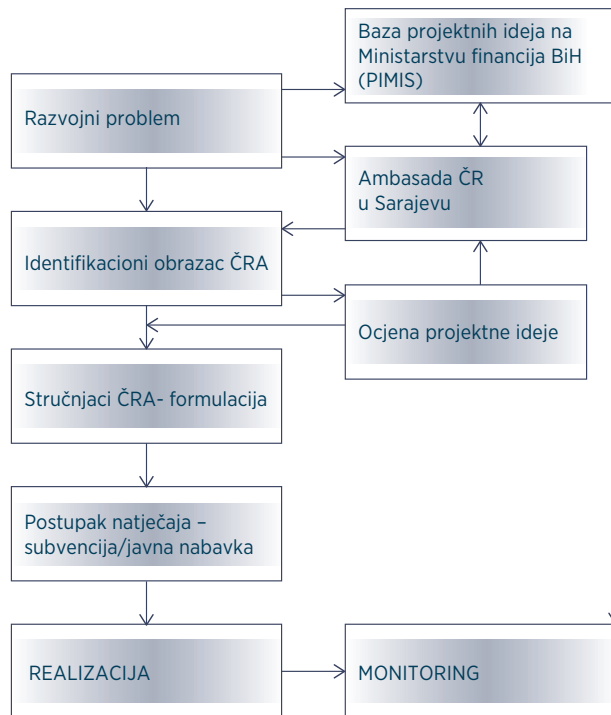 Baza projektnih ideja na
Ministarstvu financija BiH
(PIMIS)
Razvojni problem
Ambasada ČR
u Sarajevu
Identifikacioni obrazac ČRA
Ocjena projektne ideje
Stručnjaci ČRA- formulacija
Postupak natječaja –
subvencija/javna nabavka
REALIZACIJA
MONITORING